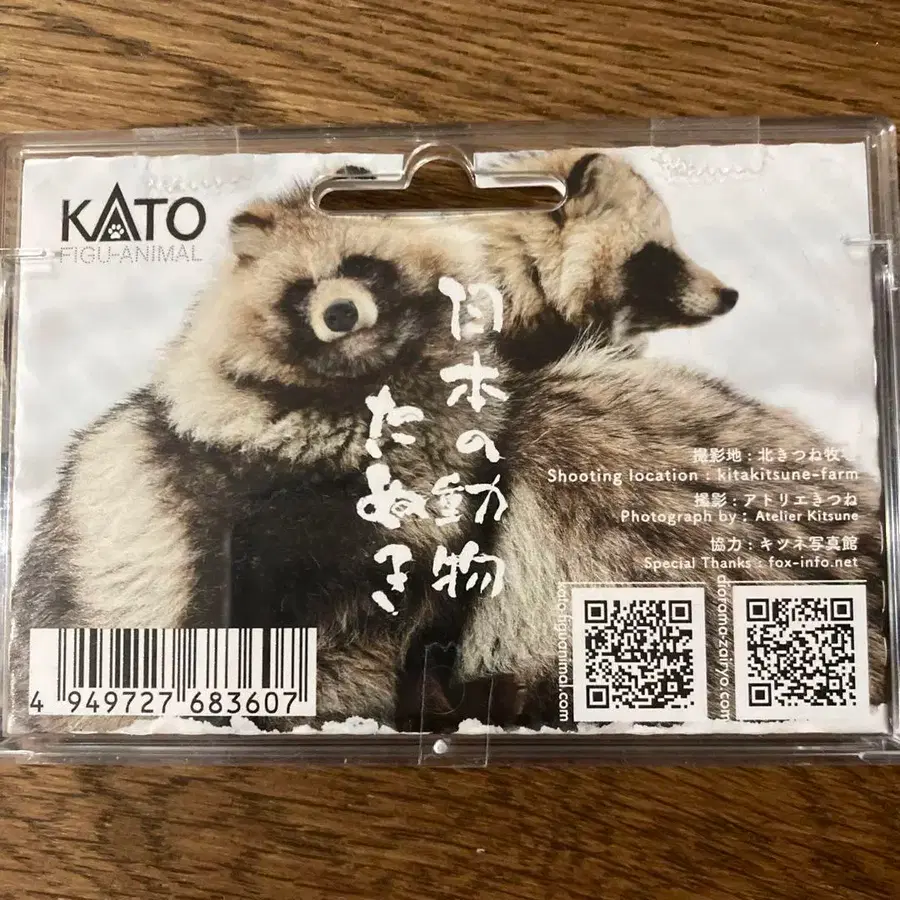 KATO
FIGU-ANIMAL
日本の動物
たぬき
撮影地：北きつね牧
Shooting location : kitakitsune-farm
撮影：アトリエきつね
Photograph by : Atelier Kitsune
協力：キツネ写真館
Special Thanks : fox-info.net
kato-figuanimal.com
diorama-zairyo.com
4 949727 683607